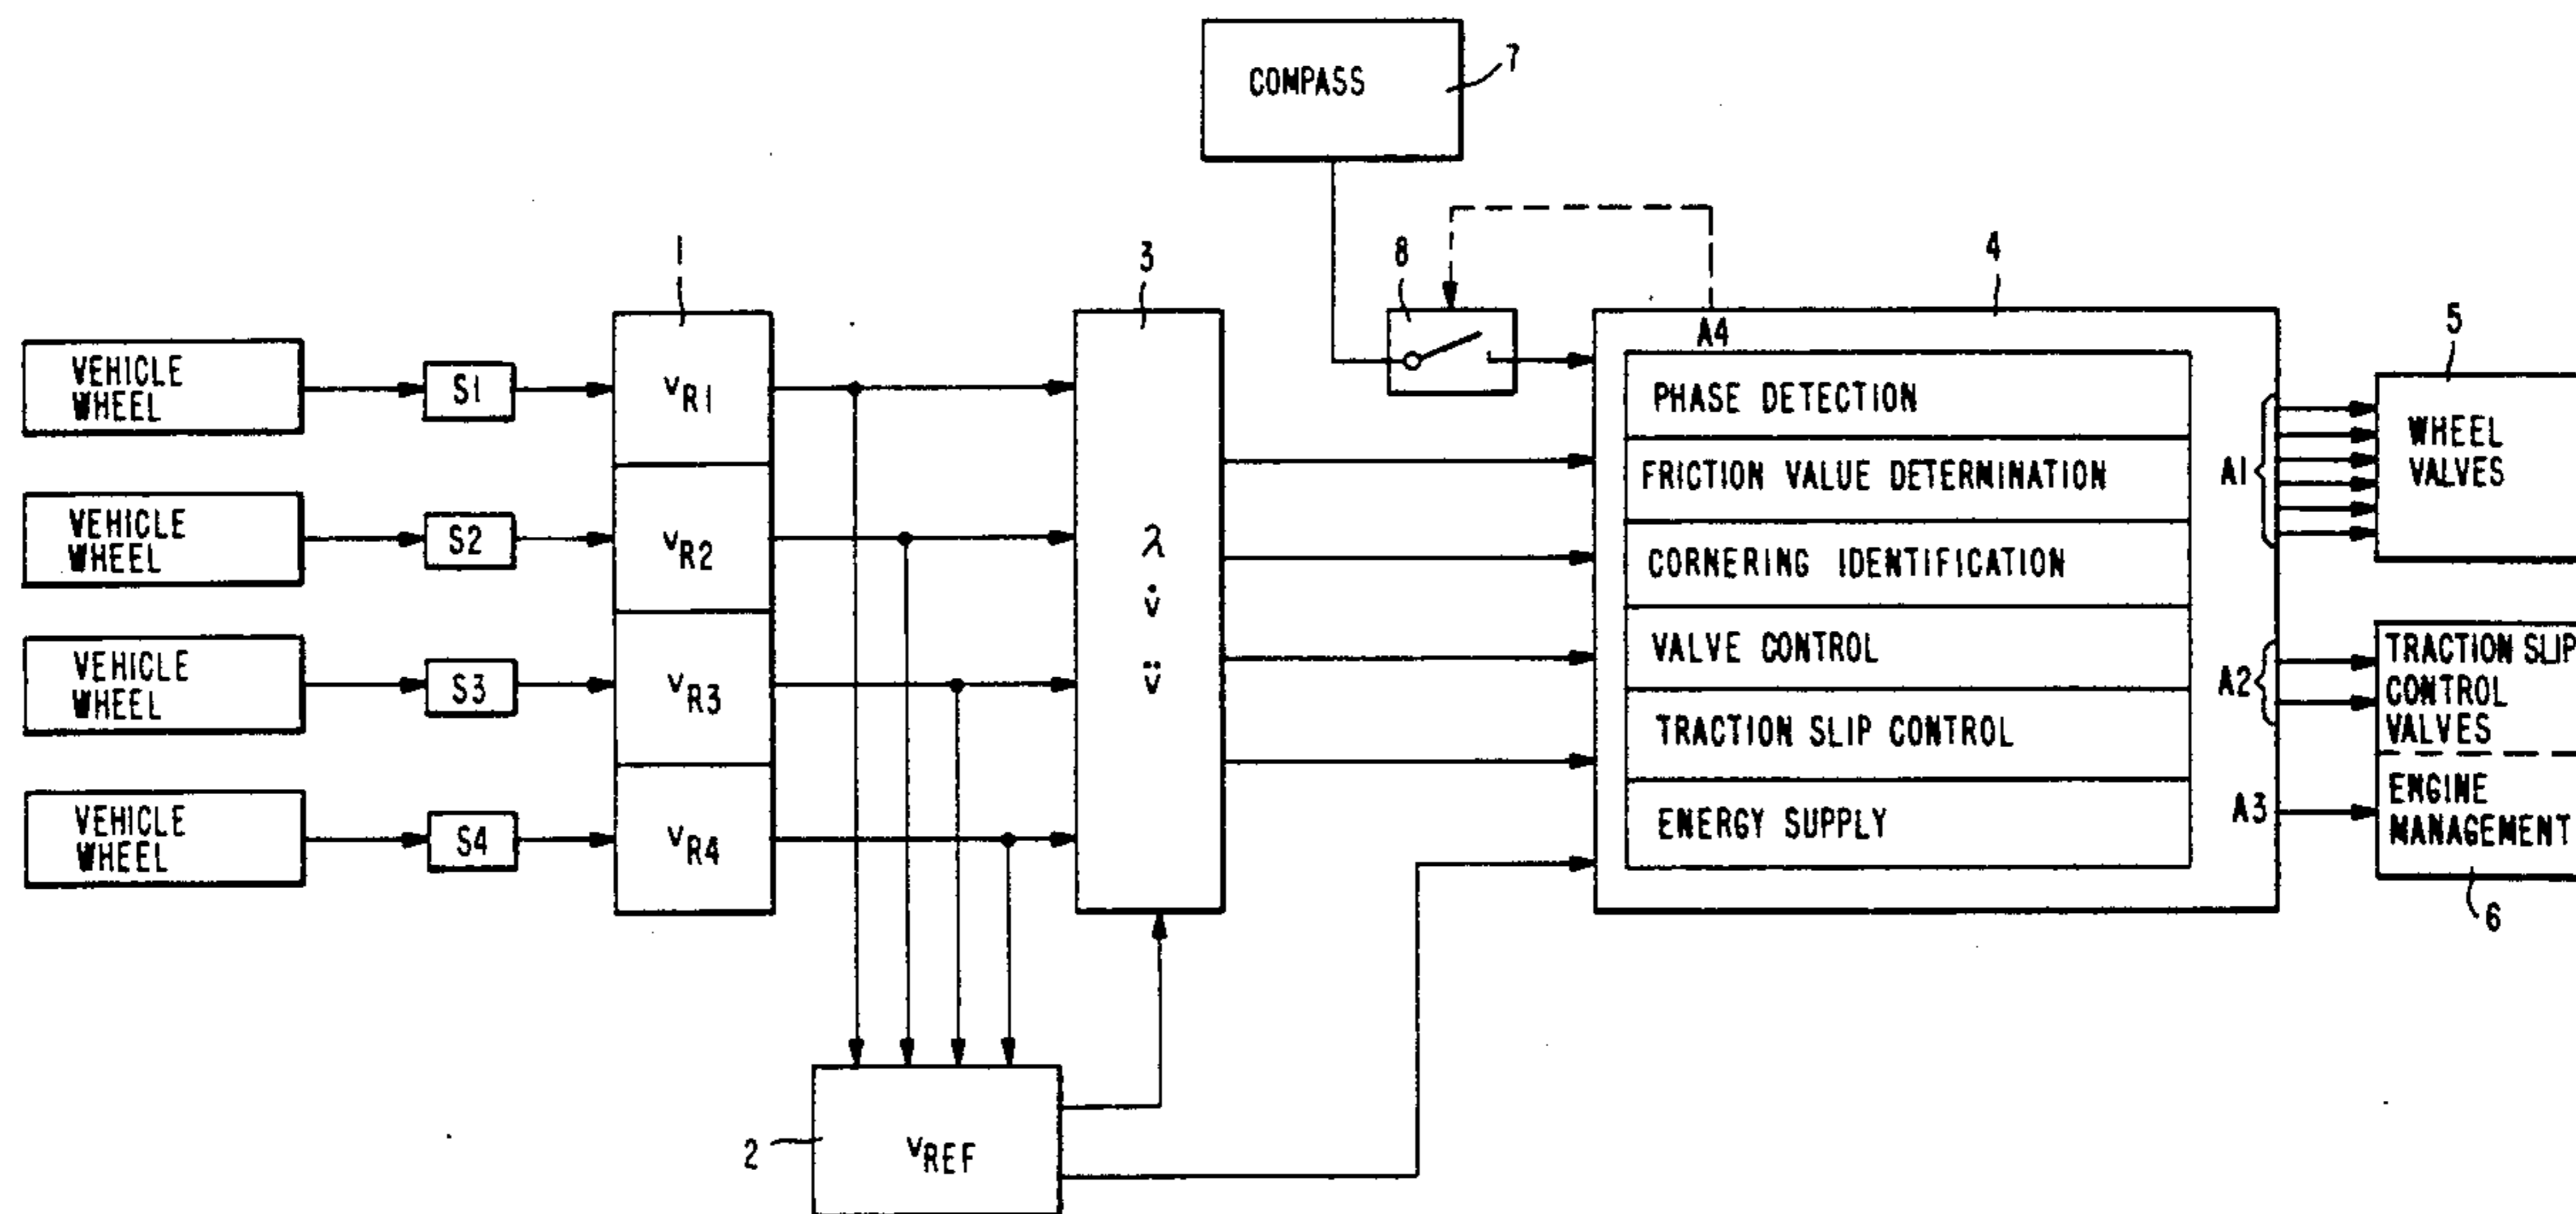 COMPASS
7
1
3
8
4
A4
5
VEHICLE
WHEEL
S1
vR1
VEHICLE
WHEEL
S2
vR2
VEHICLE
WHEEL
S3
vR3
VEHICLE
WHEEL
S4
vR4
λ
v̇
v̈
PHASE DETECTION
FRICTION VALUE DETERMINATION
CORNERING IDENTIFICATION
VALVE CONTROL
TRACTION SLIP CONTROL
ENERGY SUPPLY
A1
WHEEL
VALVES
A2
TRACTION SLIP
CONTROL
VALVES
A3
ENGINE
MANAGEMENT
6
2
vREF